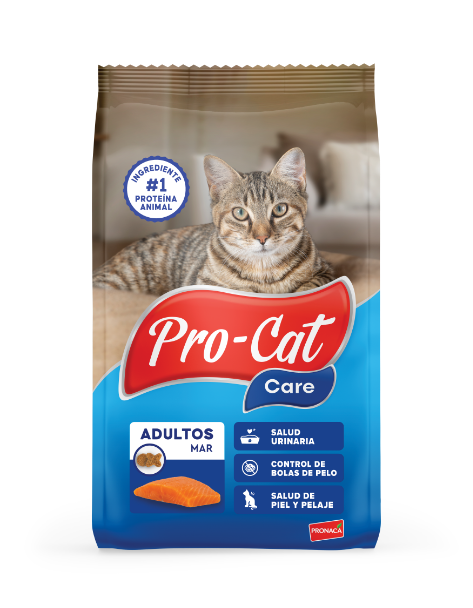 INGREDIENTE
#1
PROTEÍNA
ANIMAL
Pro-Cat
Care
ADULTOS
MAR
SALUD
URINARIA
CONTROL DE
BOLAS DE PELO
SALUD DE
PIEL Y PELAJE
PRONACA